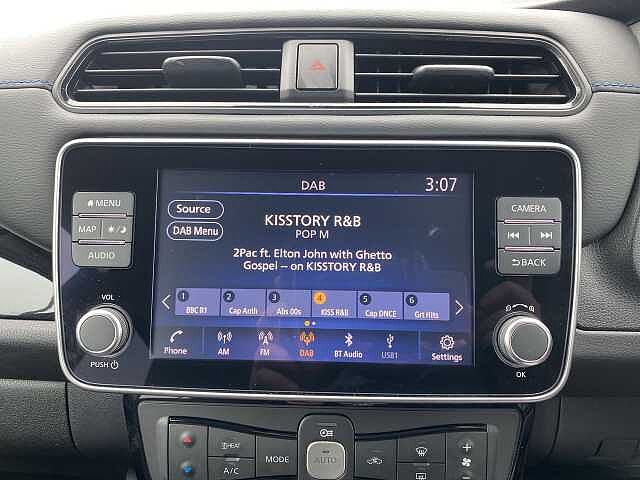 DAB
3:07
MENU
MAP
AUDIO
CAMERA
BACK
Source
DAB Menu
KISSTORY R&B
POP M
2Pac ft. Elton John with Ghetto
Gospel -- on KISSTORY R&B
1 2 3 4 5 6
BBC R1 Cap Anth Abs 00s KISS R&B Cap DNCE Grt Hits
Phone AM FM DAB BT Audio USB1 Settings
VOL
PUSH
OK
HEAT
A/C
MODE
AUTO